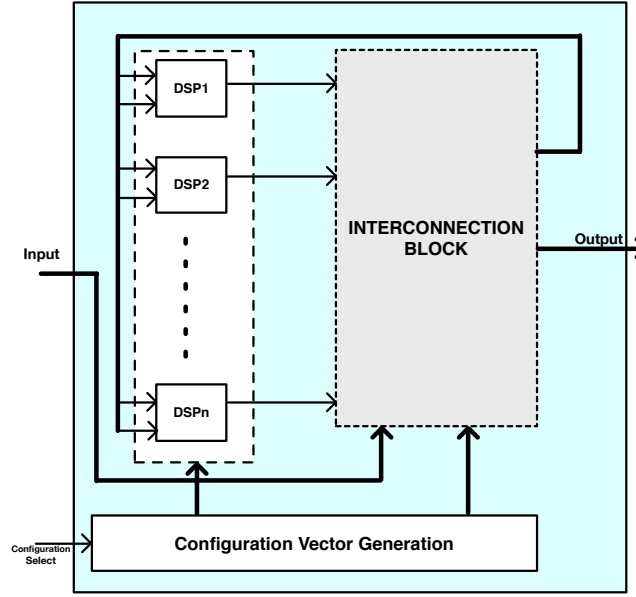 DSP1
DSP2
INTERCONNECTION
BLOCK
Input
Output
DSPn
Configuration Vector Generation
Configuration
Select